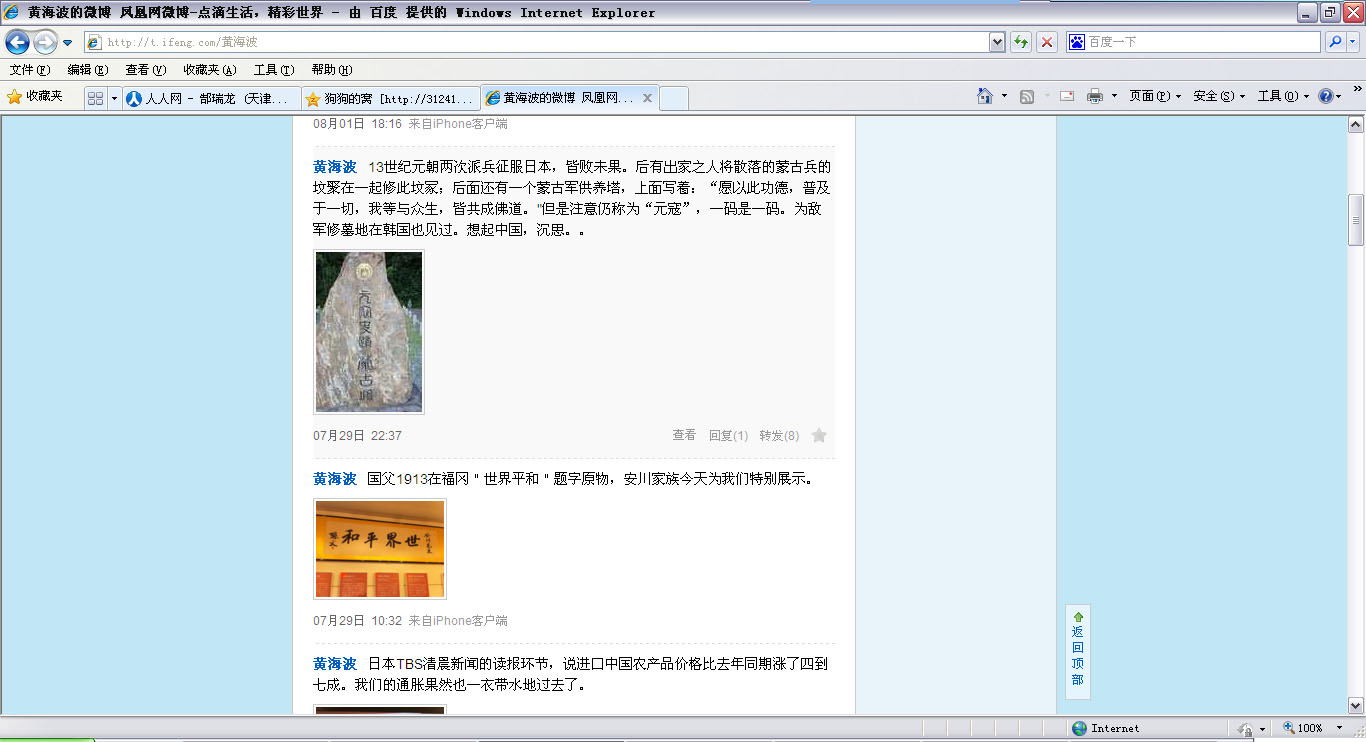 黄海波的微博 凤凰网微博-点滴生活，精彩世界 - 由 百度 提供的 Windows Internet Explorer
http://t.ifeng.com/黄海波
百度一下
文件(F) 编辑(E) 查看(V) 收藏夹(A) 工具(T) 帮助(H)
收藏夹
人人网 - 郜瑞龙 (天津...
狗狗的窝 [http://31241...
黄海波的微博 凤凰网...
页面(P) 安全(S) 工具(O)
08月01日 18:16 来自iPhone客户端
黄海波 13世纪元朝两次派兵征服日本，皆败未果。后有出家之人将散落的蒙古兵的
坟聚在一起修此坟冢；后面还有一个蒙古军供养塔，上面写着：“愿以此功德，普及
于一切，我等与众生，皆共成佛道。"但是注意仍称为“元寇”，一码是一码。为敌
军修墓地在韩国也见过。想起中国，沉思。。
07月29日 22:37
查看 回复(1) 转发(8)
黄海波 国父1913在福冈＂世界平和＂题字原物，安川家族今天为我们特别展示。
和平界世
07月29日 10:32 来自iPhone客户端
黄海波 日本TBS清晨新闻的读报环节，说进口中国农产品价格比去年同期涨了四到
七成。我们的通胀果然也一衣带水地过去了。
返
回
顶
部
Internet
100%